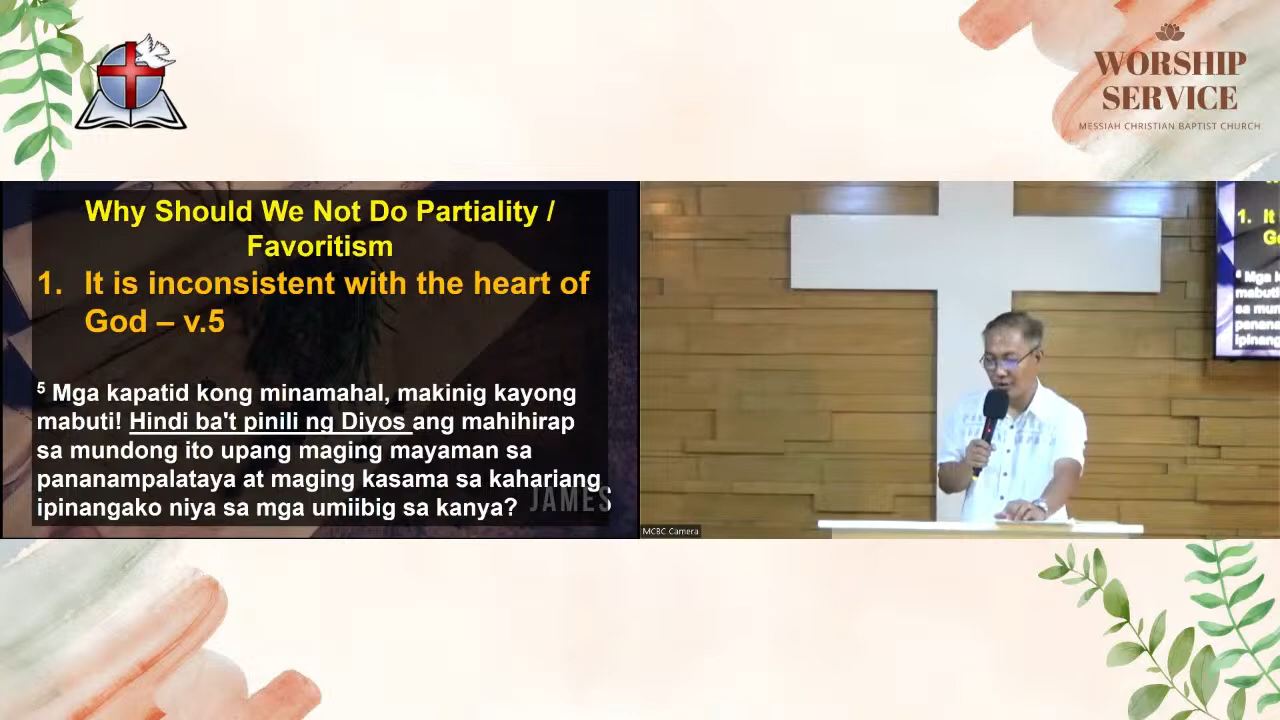 WORSHIP
SERVICE
MESSIAH CHRISTIAN BAPTIST CHURCH
Why Should We Not Do Partiality /
Favoritism
1. It is inconsistent with the heart of
God – v.5
5 Mga kapatid kong minamahal, makinig kayong
mabuti! Hindi ba't pinili ng Diyos ang mahihirap
sa mundong ito upang maging mayaman sa
pananampalataya at maging kasama sa kahariang
ipinangako niya sa mga umiibig sa kanya?
JAMES
1. It
MCBC Camera